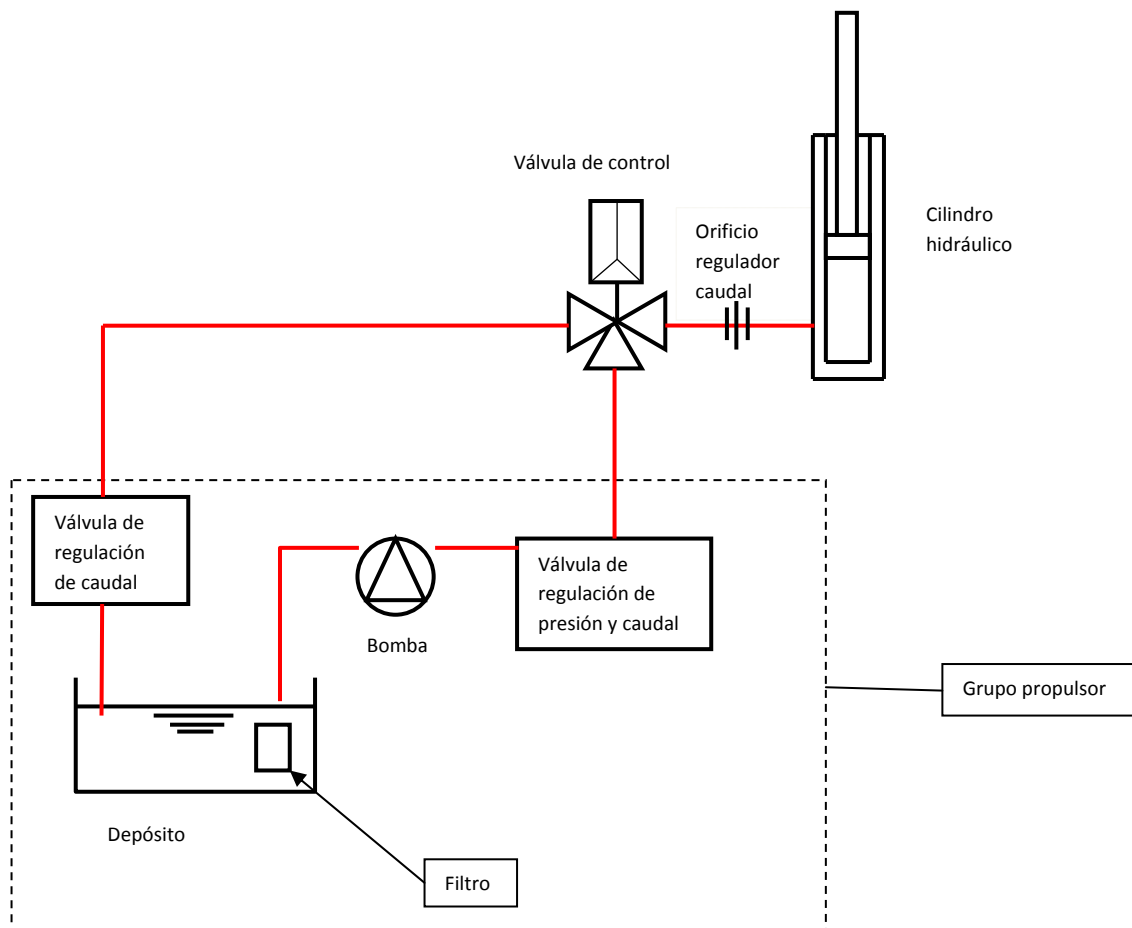 Válvula de control
Orificio
regulador
caudal
Cilindro
hidráulico
Válvula de
regulación
de caudal
Válvula de
regulación de
presión y caudal
Bomba
Grupo propulsor
Depósito
Filtro